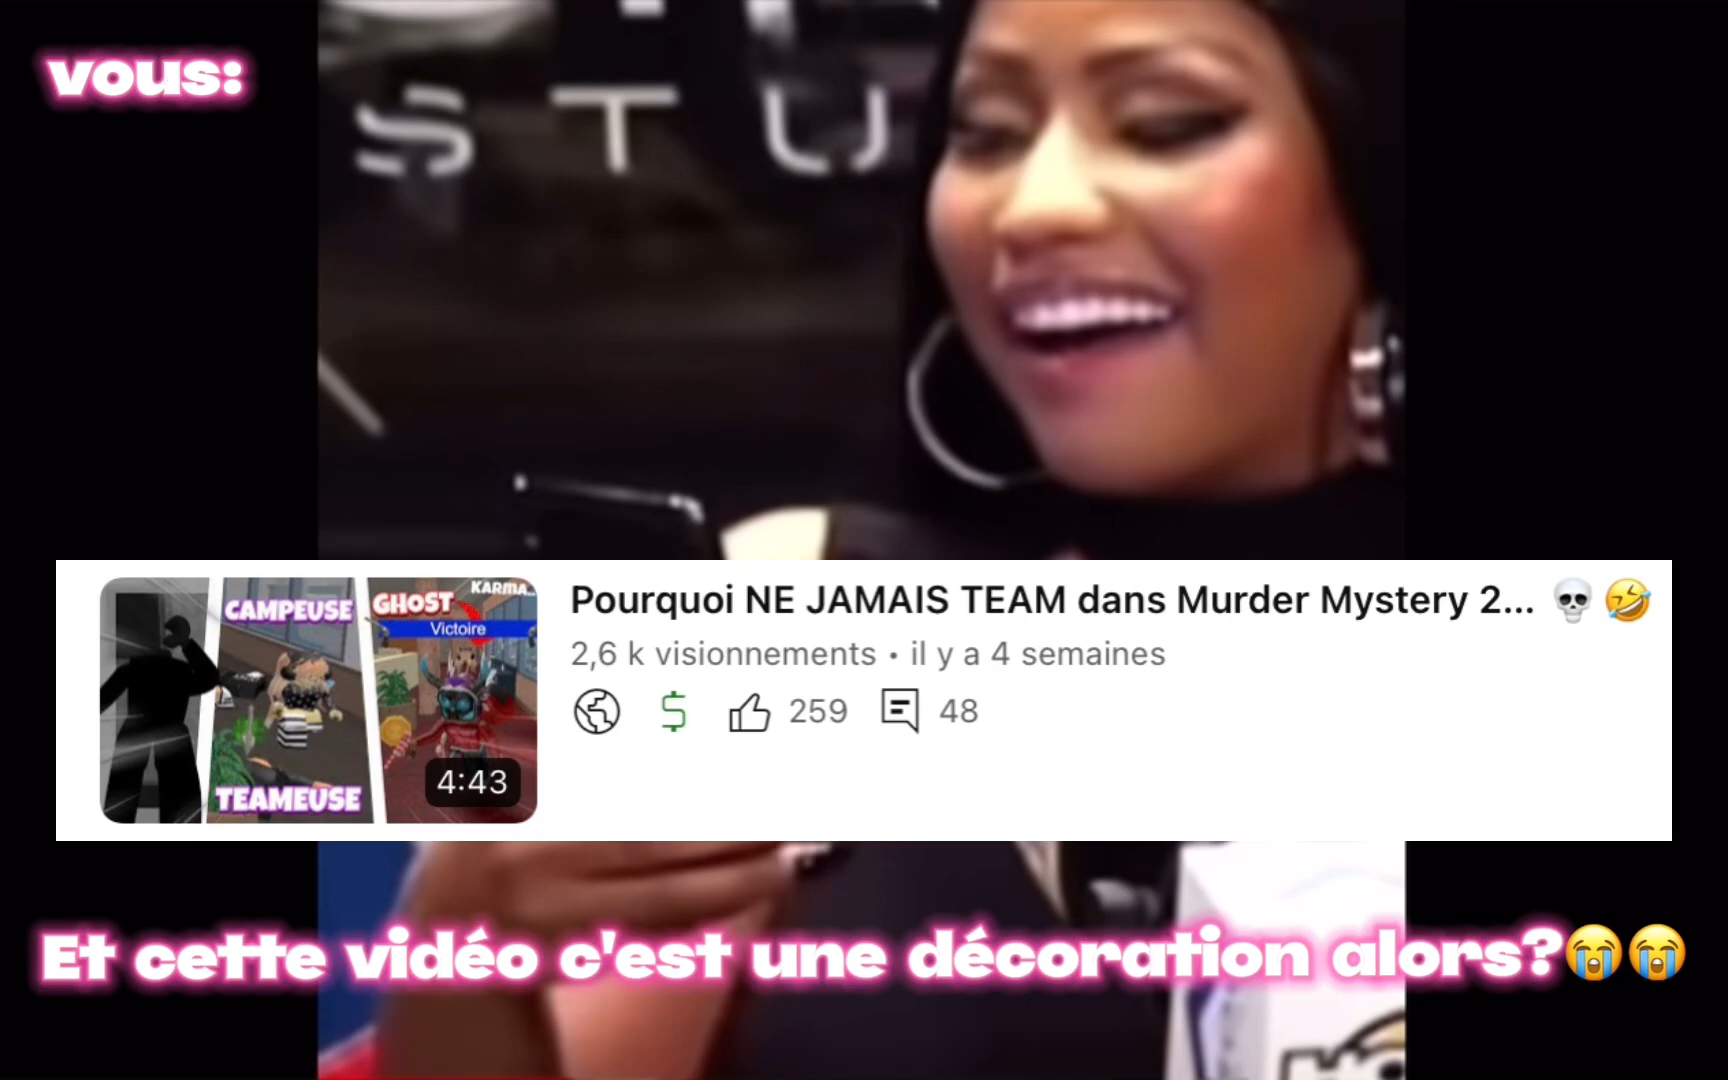 vous:
STU
Pourquoi NE JAMAIS TEAM dans Murder Mystery 2... 💀🤣
2,6 k visionnements • il y a 4 semaines
259 48
CAMPEUSE
TEAMEUSE
KARMA..
GHOST
Victoire
4:43
Et cette vidéo c'est une décoration alors?😭😭